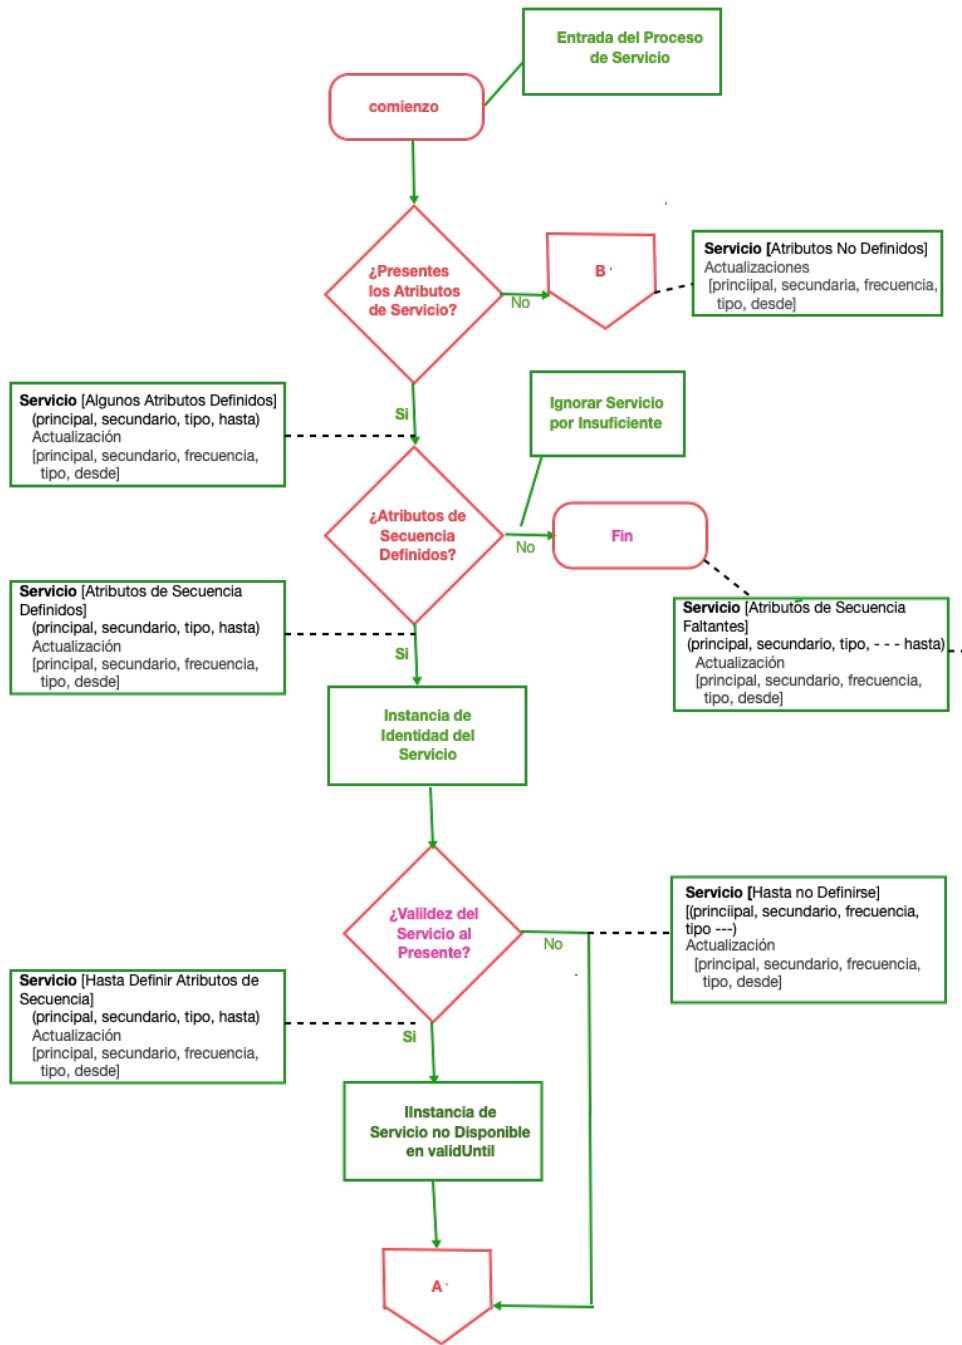 Entrada del Proceso
de Servicio
comienzo
¿Presentes
los Atributos
de Servicio?
No
B
Servicio [Atributos No Definidos]
Actualizaciones
[princiipal, secundaria, frecuencia,
tipo, desde]
Servicio [Algunos Atributos Definidos]
(principal, secundario, tipo, hasta)
Actualización
[principal, secundario, frecuencia,
tipo, desde]
Si
Ignorar Servicio
por Insuficiente
¿Atributos de
Secuencia
Definidos?
No
Fin
Servicio [Atributos de Secuencia
Definidos]
(principal, secundario, tipo, hasta)
Actualización
[principal, secundario, frecuencia,
tipo, desde]
Si
Servicio [Atributos de Secuencia
Faltantes]
(principal, secundario, tipo, - - - hasta)
Actualización
[principal, secundario, frecuencia,
tipo, desde]
Instancia de
Identidad del
Servicio
¿Valildez del
Servicio al
Presente?
No
Servicio [Hasta no Definirse]
[(princiipal, secundario, frecuencia,
tipo ---)
Actualización
[principal, secundario, frecuencia,
tipo, desde]
Servicio [Hasta Definir Atributos de
Secuencia]
(principal, secundario, tipo, hasta)
Actualización
[principal, secundario, frecuencia,
tipo, desde]
Si
IInstancia de
Servicio no Disponible
en validUntil
A